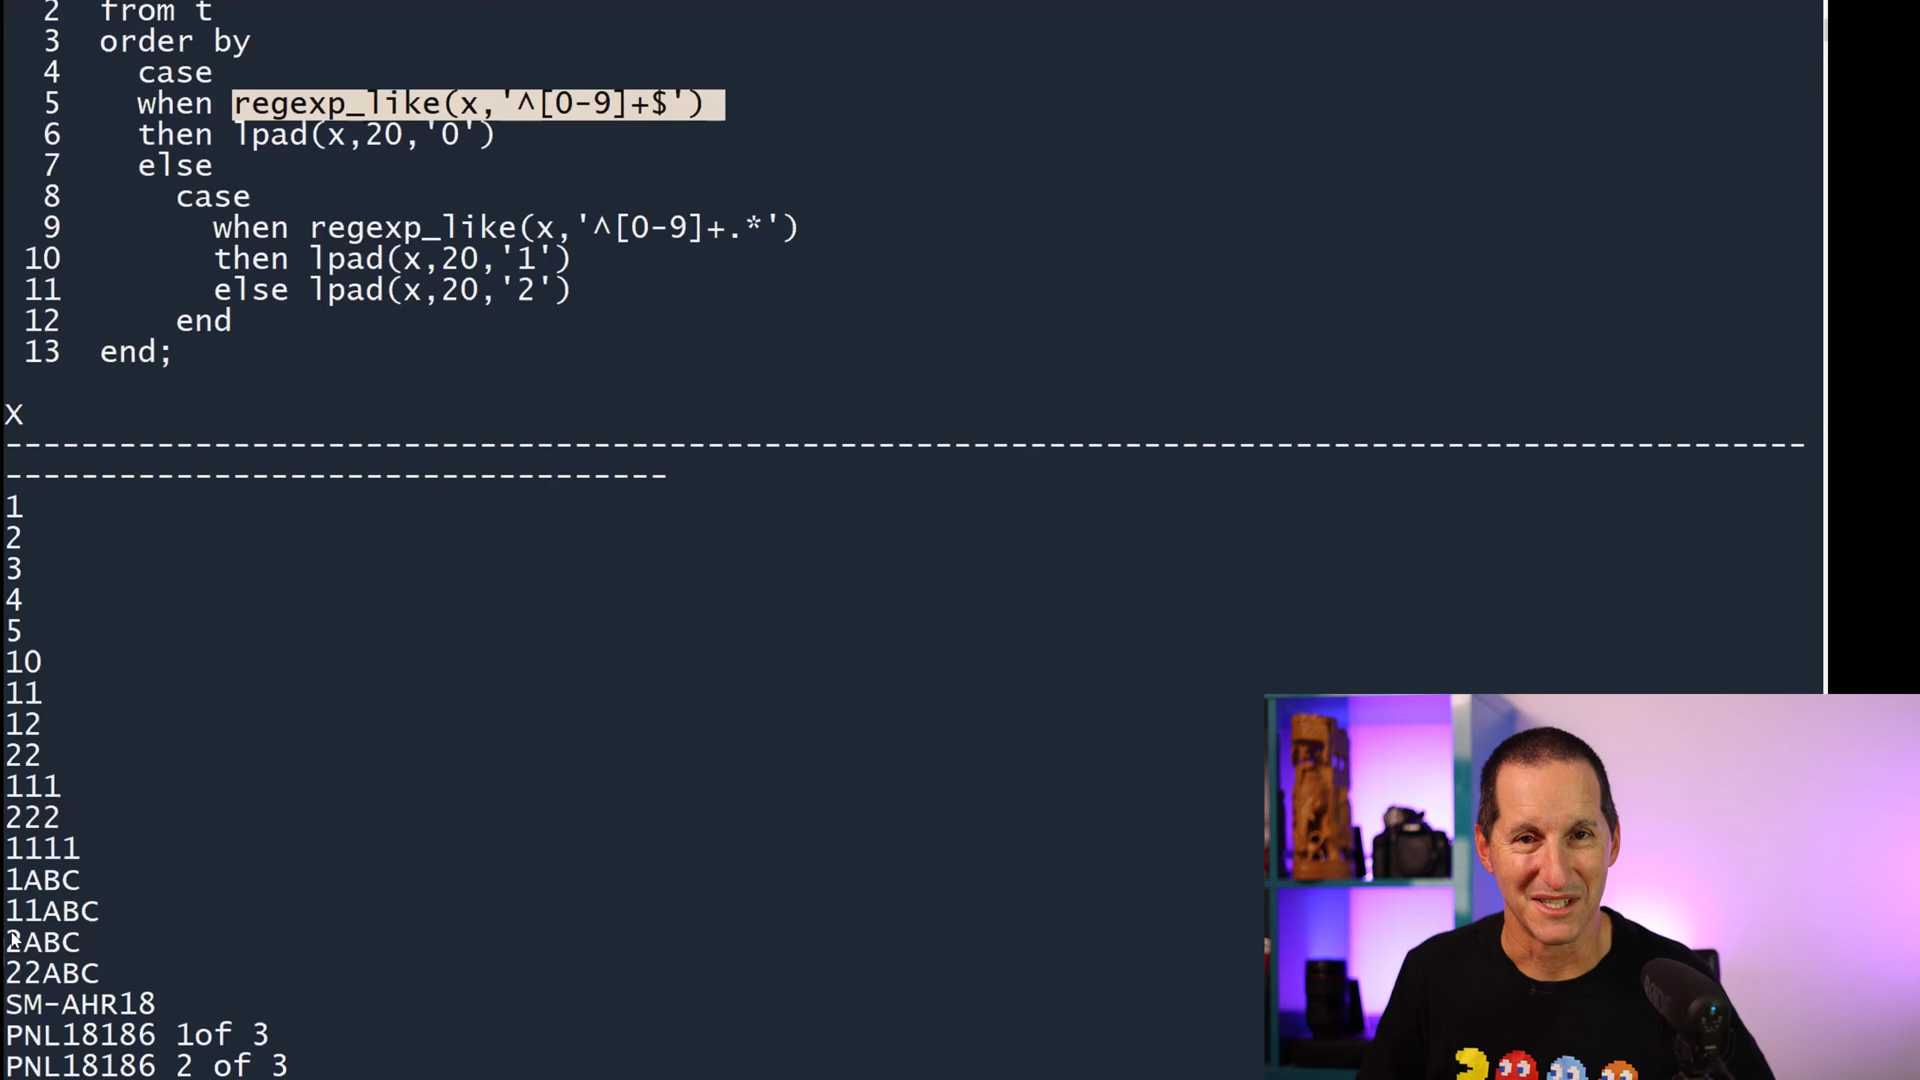 2 from t
3 order by
4 case
5 when regexp_like(x,'^[0-9]+$')
6 then lpad(x,20,'0')
7 else
8 case
9 when regexp_like(x,'^[0-9]+.*')
10 then lpad(x,20,'1')
11 else lpad(x,20,'2')
12 end
13 end;
X
------------------------------------------------------------------------------------------------
-----------------------------------
1
2
3
4
5
10
11
12
22
111
222
1111
1ABC
11ABC
2ABC
22ABC
SM-AHR18
PNL18186 1of 3
PNL18186 2 of 3